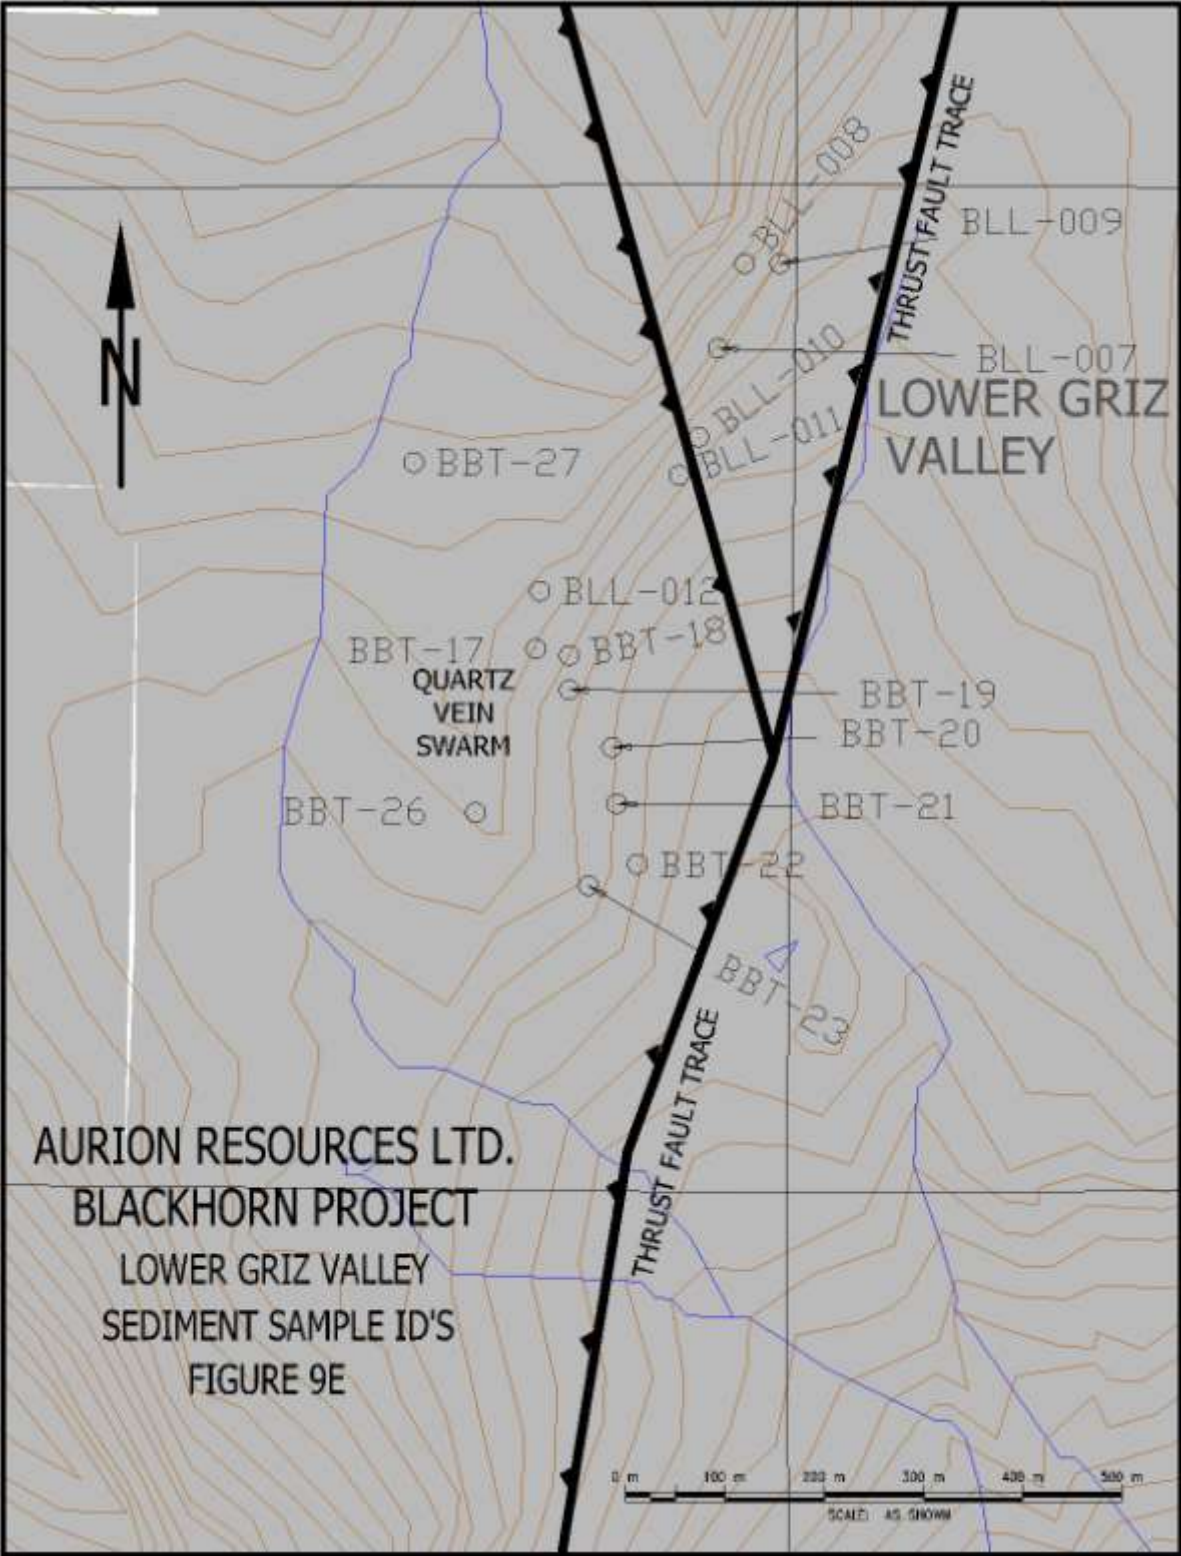 BLL-008
THRUST FAULT TRACE
BLL-009
N
BLL-010
BLL-007
LOWER GRIZ
VALLEY
BLL-011
BBT-27
BLL-012
BBT-17
BBT-18
QUARTZ
VEIN
SWARM
BBT-19
BBT-20
BBT-26
BBT-21
BBT-22
BBT-23
THRUST FAULT TRACE
AURION RESOURCES LTD.
BLACKHORN PROJECT
LOWER GRIZ VALLEY
SEDIMENT SAMPLE ID'S
FIGURE 9E
0 m 100 m 200 m 300 m 400 m 500 m
SCALE: AS SHOWN